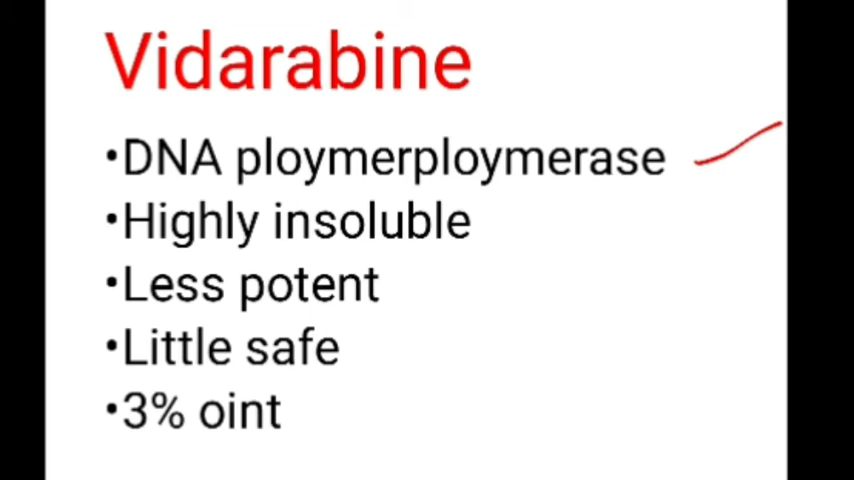 Vidarabine
•DNA ploymerploymerase
•Highly insoluble
•Less potent
•Little safe
•3% oint